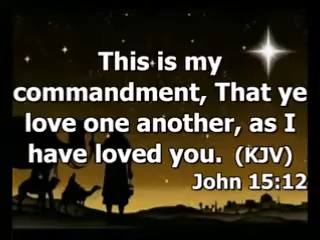 This is my
commandment, That ye
love one another, as I
have loved you. (KJV)
John 15:12